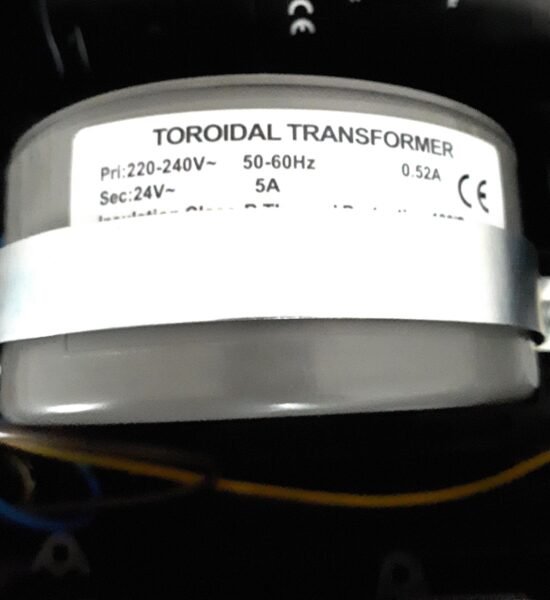 TOROIDAL TRANSFORMER
Pri:220-240V~ 50-60Hz 0.52A
Sec:24V~ 5A CE